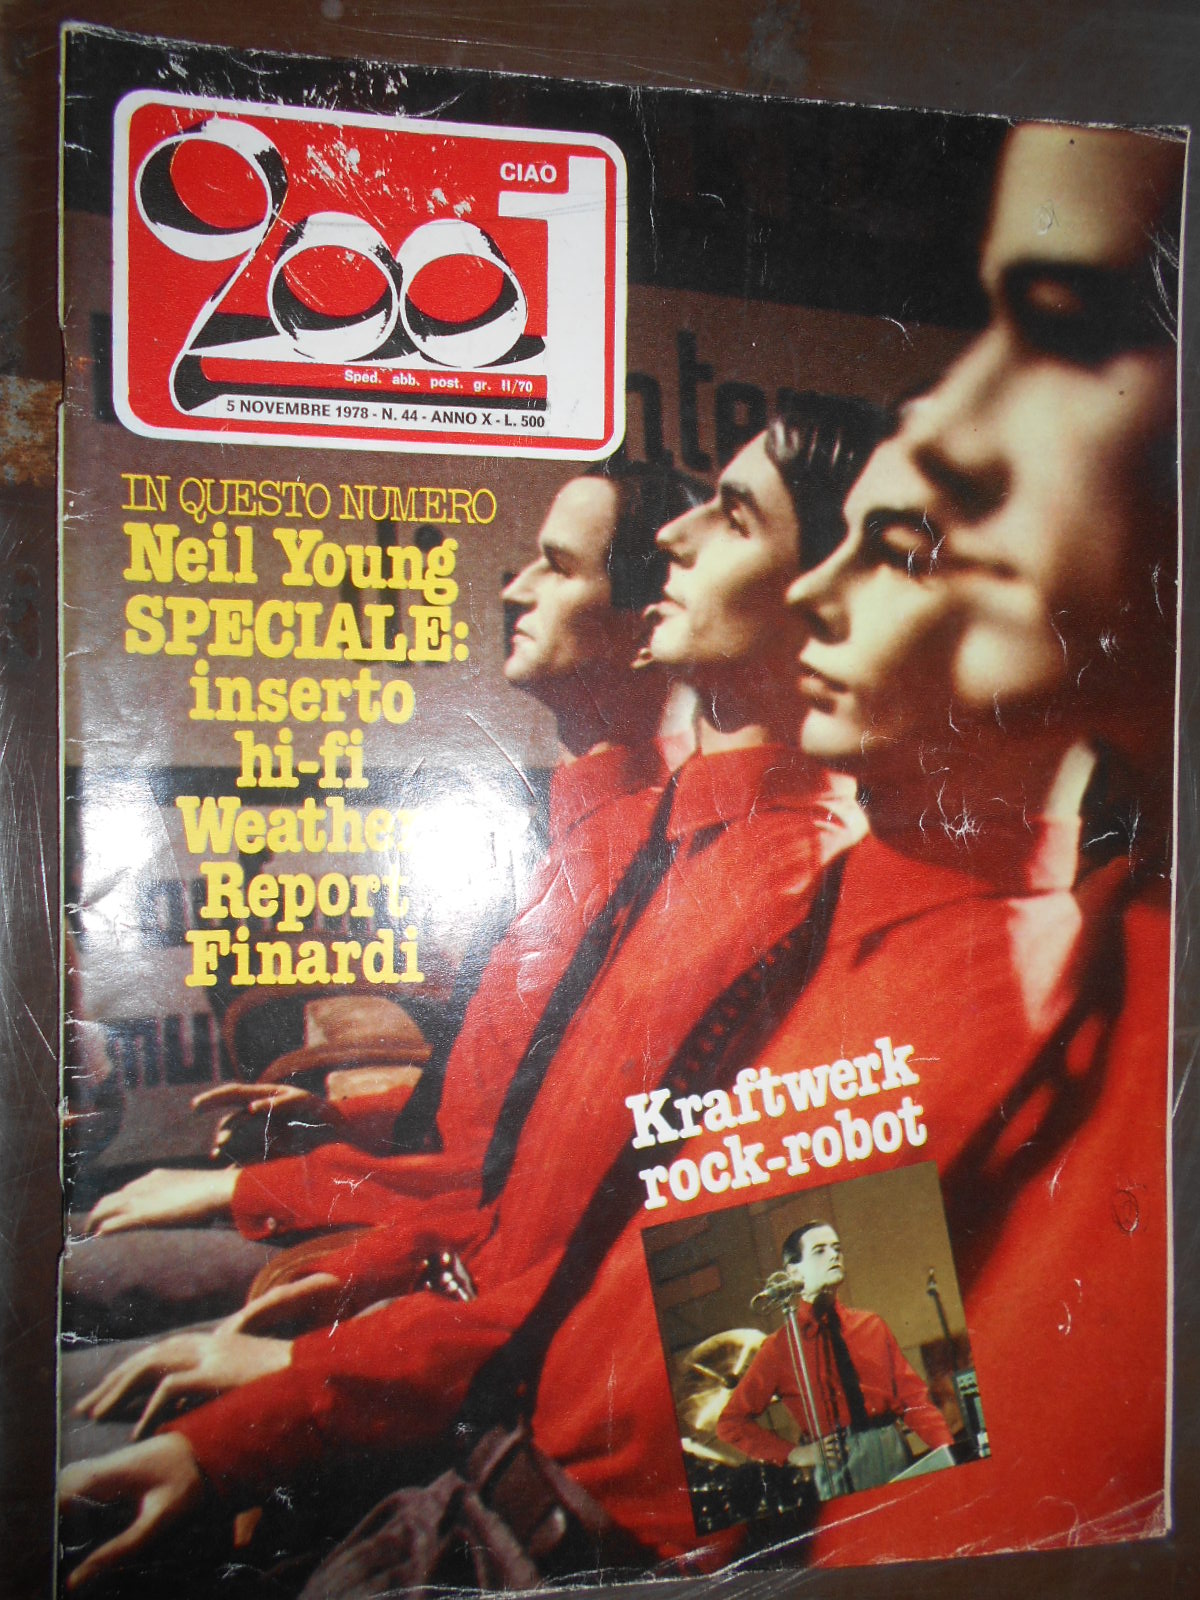 CIAO
2001
Sped. abb. post. gr. II/70
5 NOVEMBRE 1978 - N. 44 - ANNO X - L. 500
IN QUESTO NUMERO
Neil Young
SPECIALE:
inserto
hi-fi
Weather
Report
Finardi
Kraftwerk
rock-robot